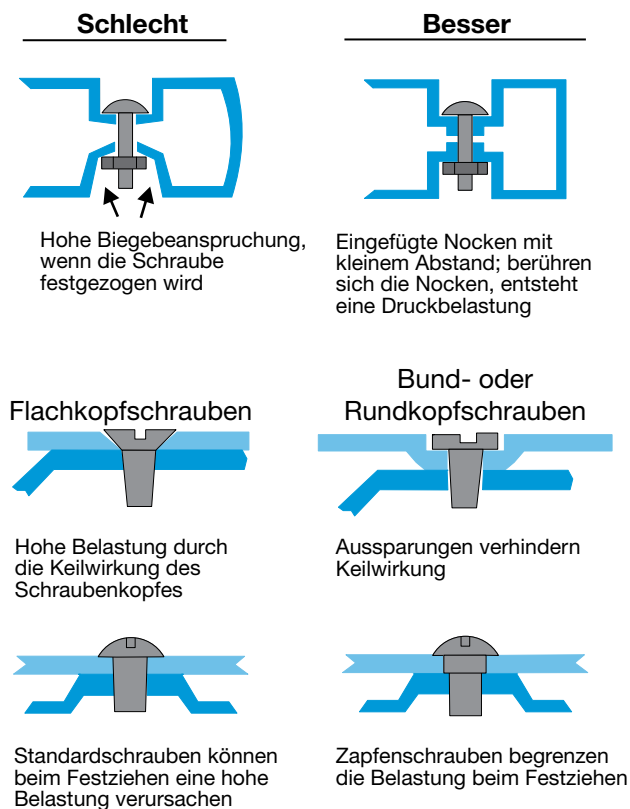 Schlecht
Besser
Hohe Biegebeanspruchung,
wenn die Schraube
festgezogen wird
Eingefügte Nocken mit
kleinem Abstand; berühren
sich die Nocken, entsteht
eine Druckbelastung
Flachkopfschrauben
Bund- oder
Rundkopfschrauben
Hohe Belastung durch
die Keilwirkung des
Schraubenkopfes
Aussparungen verhindern
Keilwirkung
Standardschrauben können
beim Festziehen eine hohe
Belastung verursachen
Zapfenschrauben begrenzen
die Belastung beim Festziehen